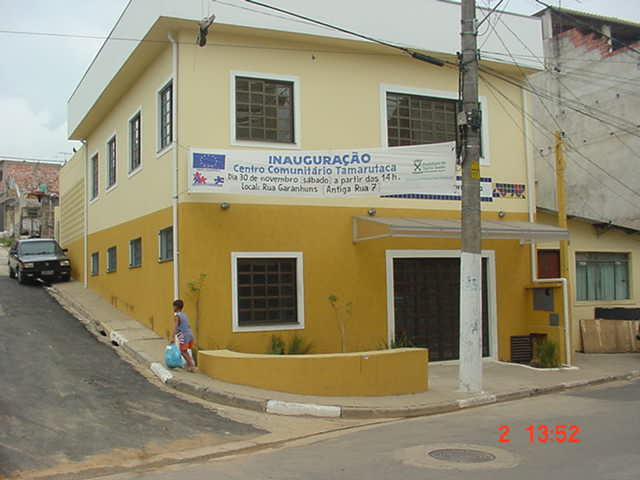 INAUGURAÇÃO
Centro Comunitário Tamarutaca
Dia 30 de novembro (sábado) a partir das 14h.
Local: Rua Garanhuns (Antiga Rua 7)
2 13:52